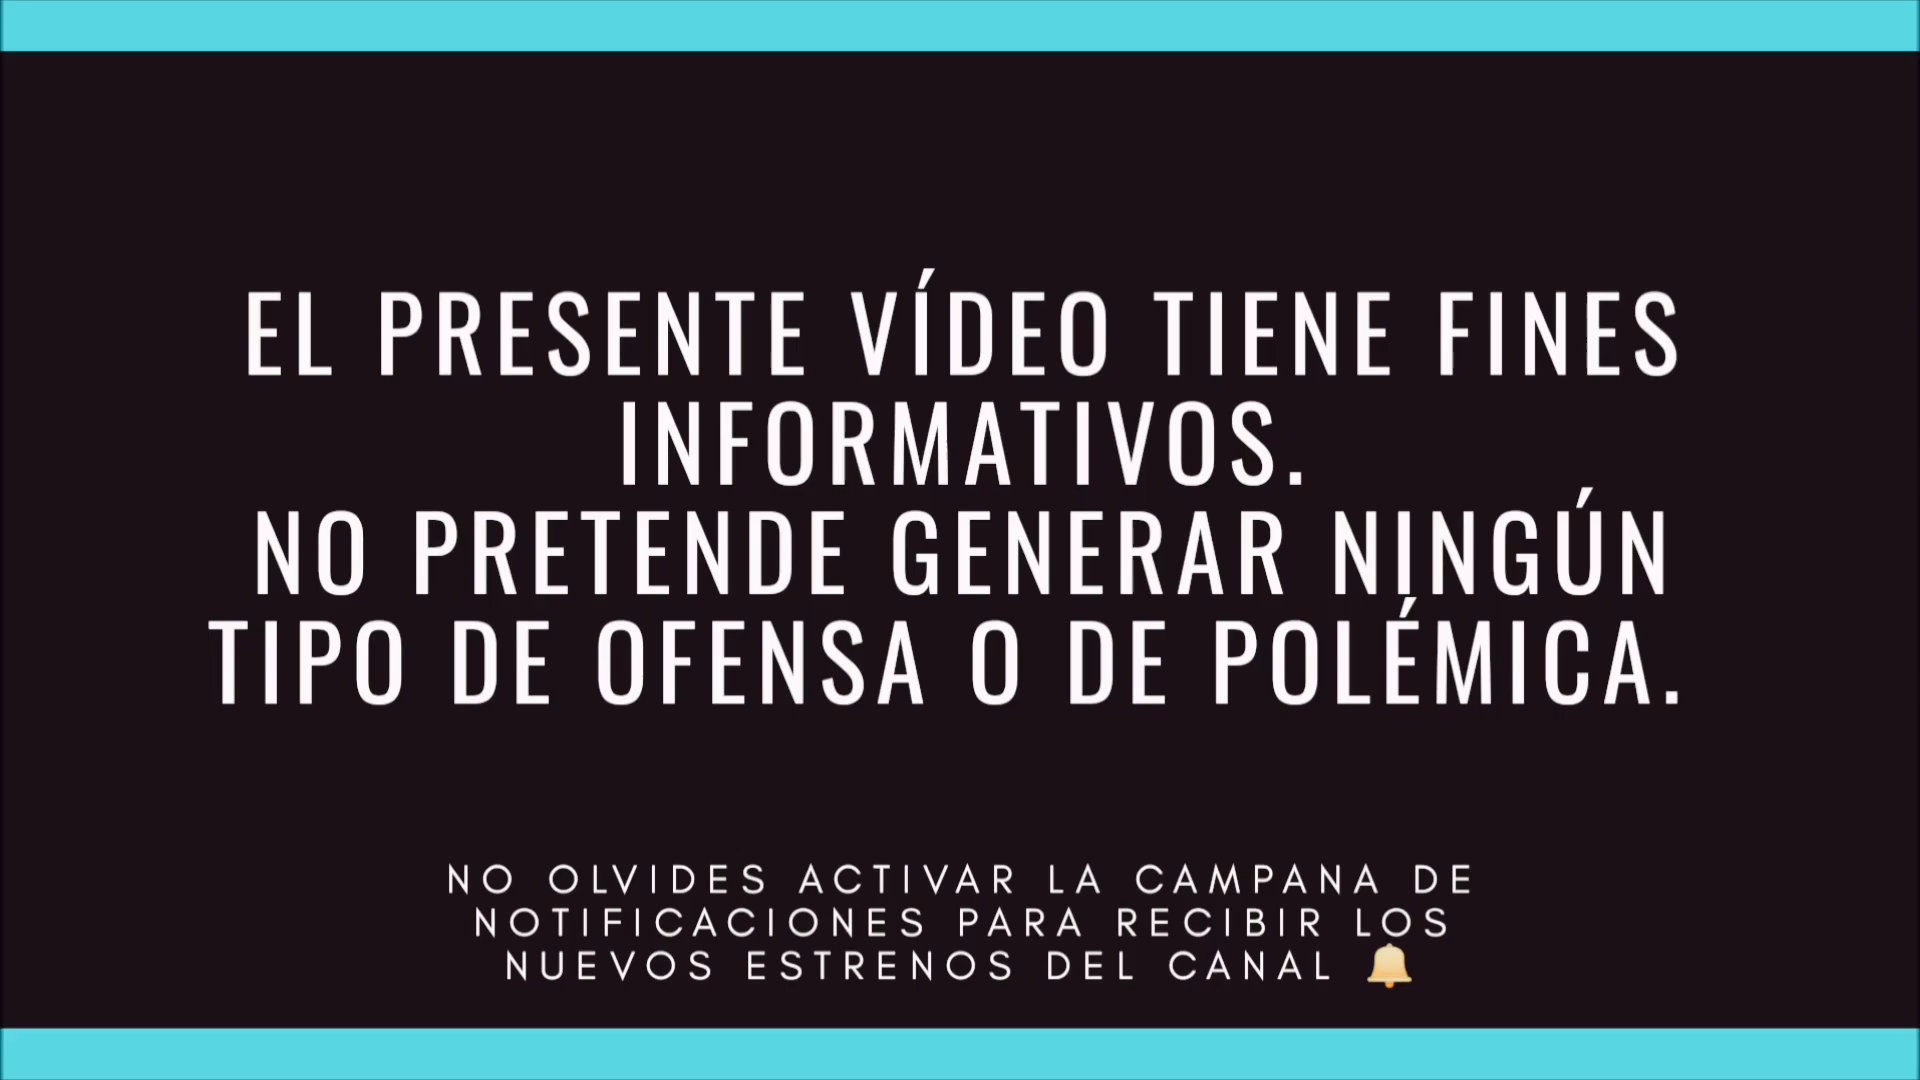 EL PRESENTE VÍDEO TIENE FINES
INFORMATIVOS.
NO PRETENDE GENERAR NINGÚN
TIPO DE OFENSA O DE POLÉMICA.
NO OLVIDES ACTIVAR LA CAMPANA DE
NOTIFICACIONES PARA RECIBIR LOS
NUEVOS ESTRENOS DEL CANAL 🔔